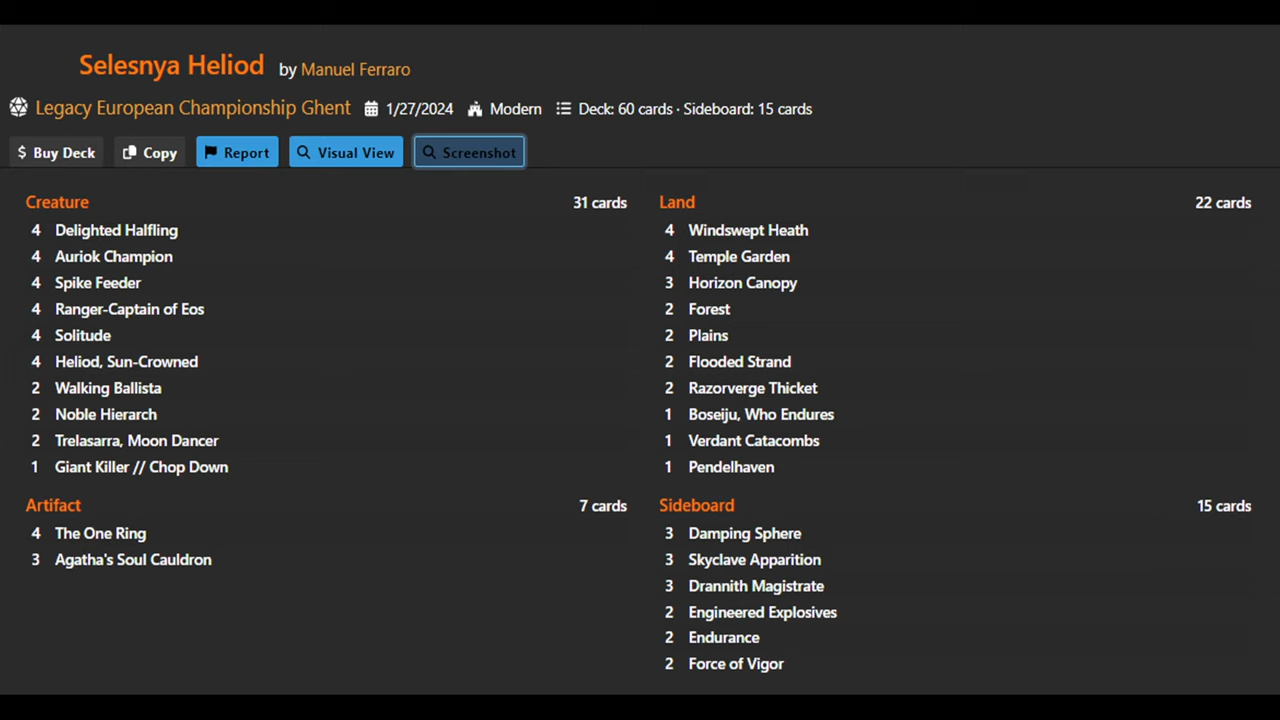 Selesnya Heliod by Manuel Ferraro
Legacy European Championship Ghent 1/27/2024 Modern Deck: 60 cards · Sideboard: 15 cards
$ Buy Deck Copy Report Visual View Screenshot
Creature 31 cards
4 Delighted Halfling
4 Auriok Champion
4 Spike Feeder
4 Ranger-Captain of Eos
4 Solitude
4 Heliod, Sun-Crowned
2 Walking Ballista
2 Noble Hierarch
2 Trelasarra, Moon Dancer
1 Giant Killer // Chop Down
Artifact 7 cards
4 The One Ring
3 Agatha's Soul Cauldron
Land 22 cards
4 Windswept Heath
4 Temple Garden
3 Horizon Canopy
2 Forest
2 Plains
2 Flooded Strand
2 Razorverge Thicket
1 Boseiju, Who Endures
1 Verdant Catacombs
1 Pendelhaven
Sideboard 15 cards
3 Damping Sphere
3 Skyclave Apparition
3 Drannith Magistrate
2 Engineered Explosives
2 Endurance
2 Force of Vigor